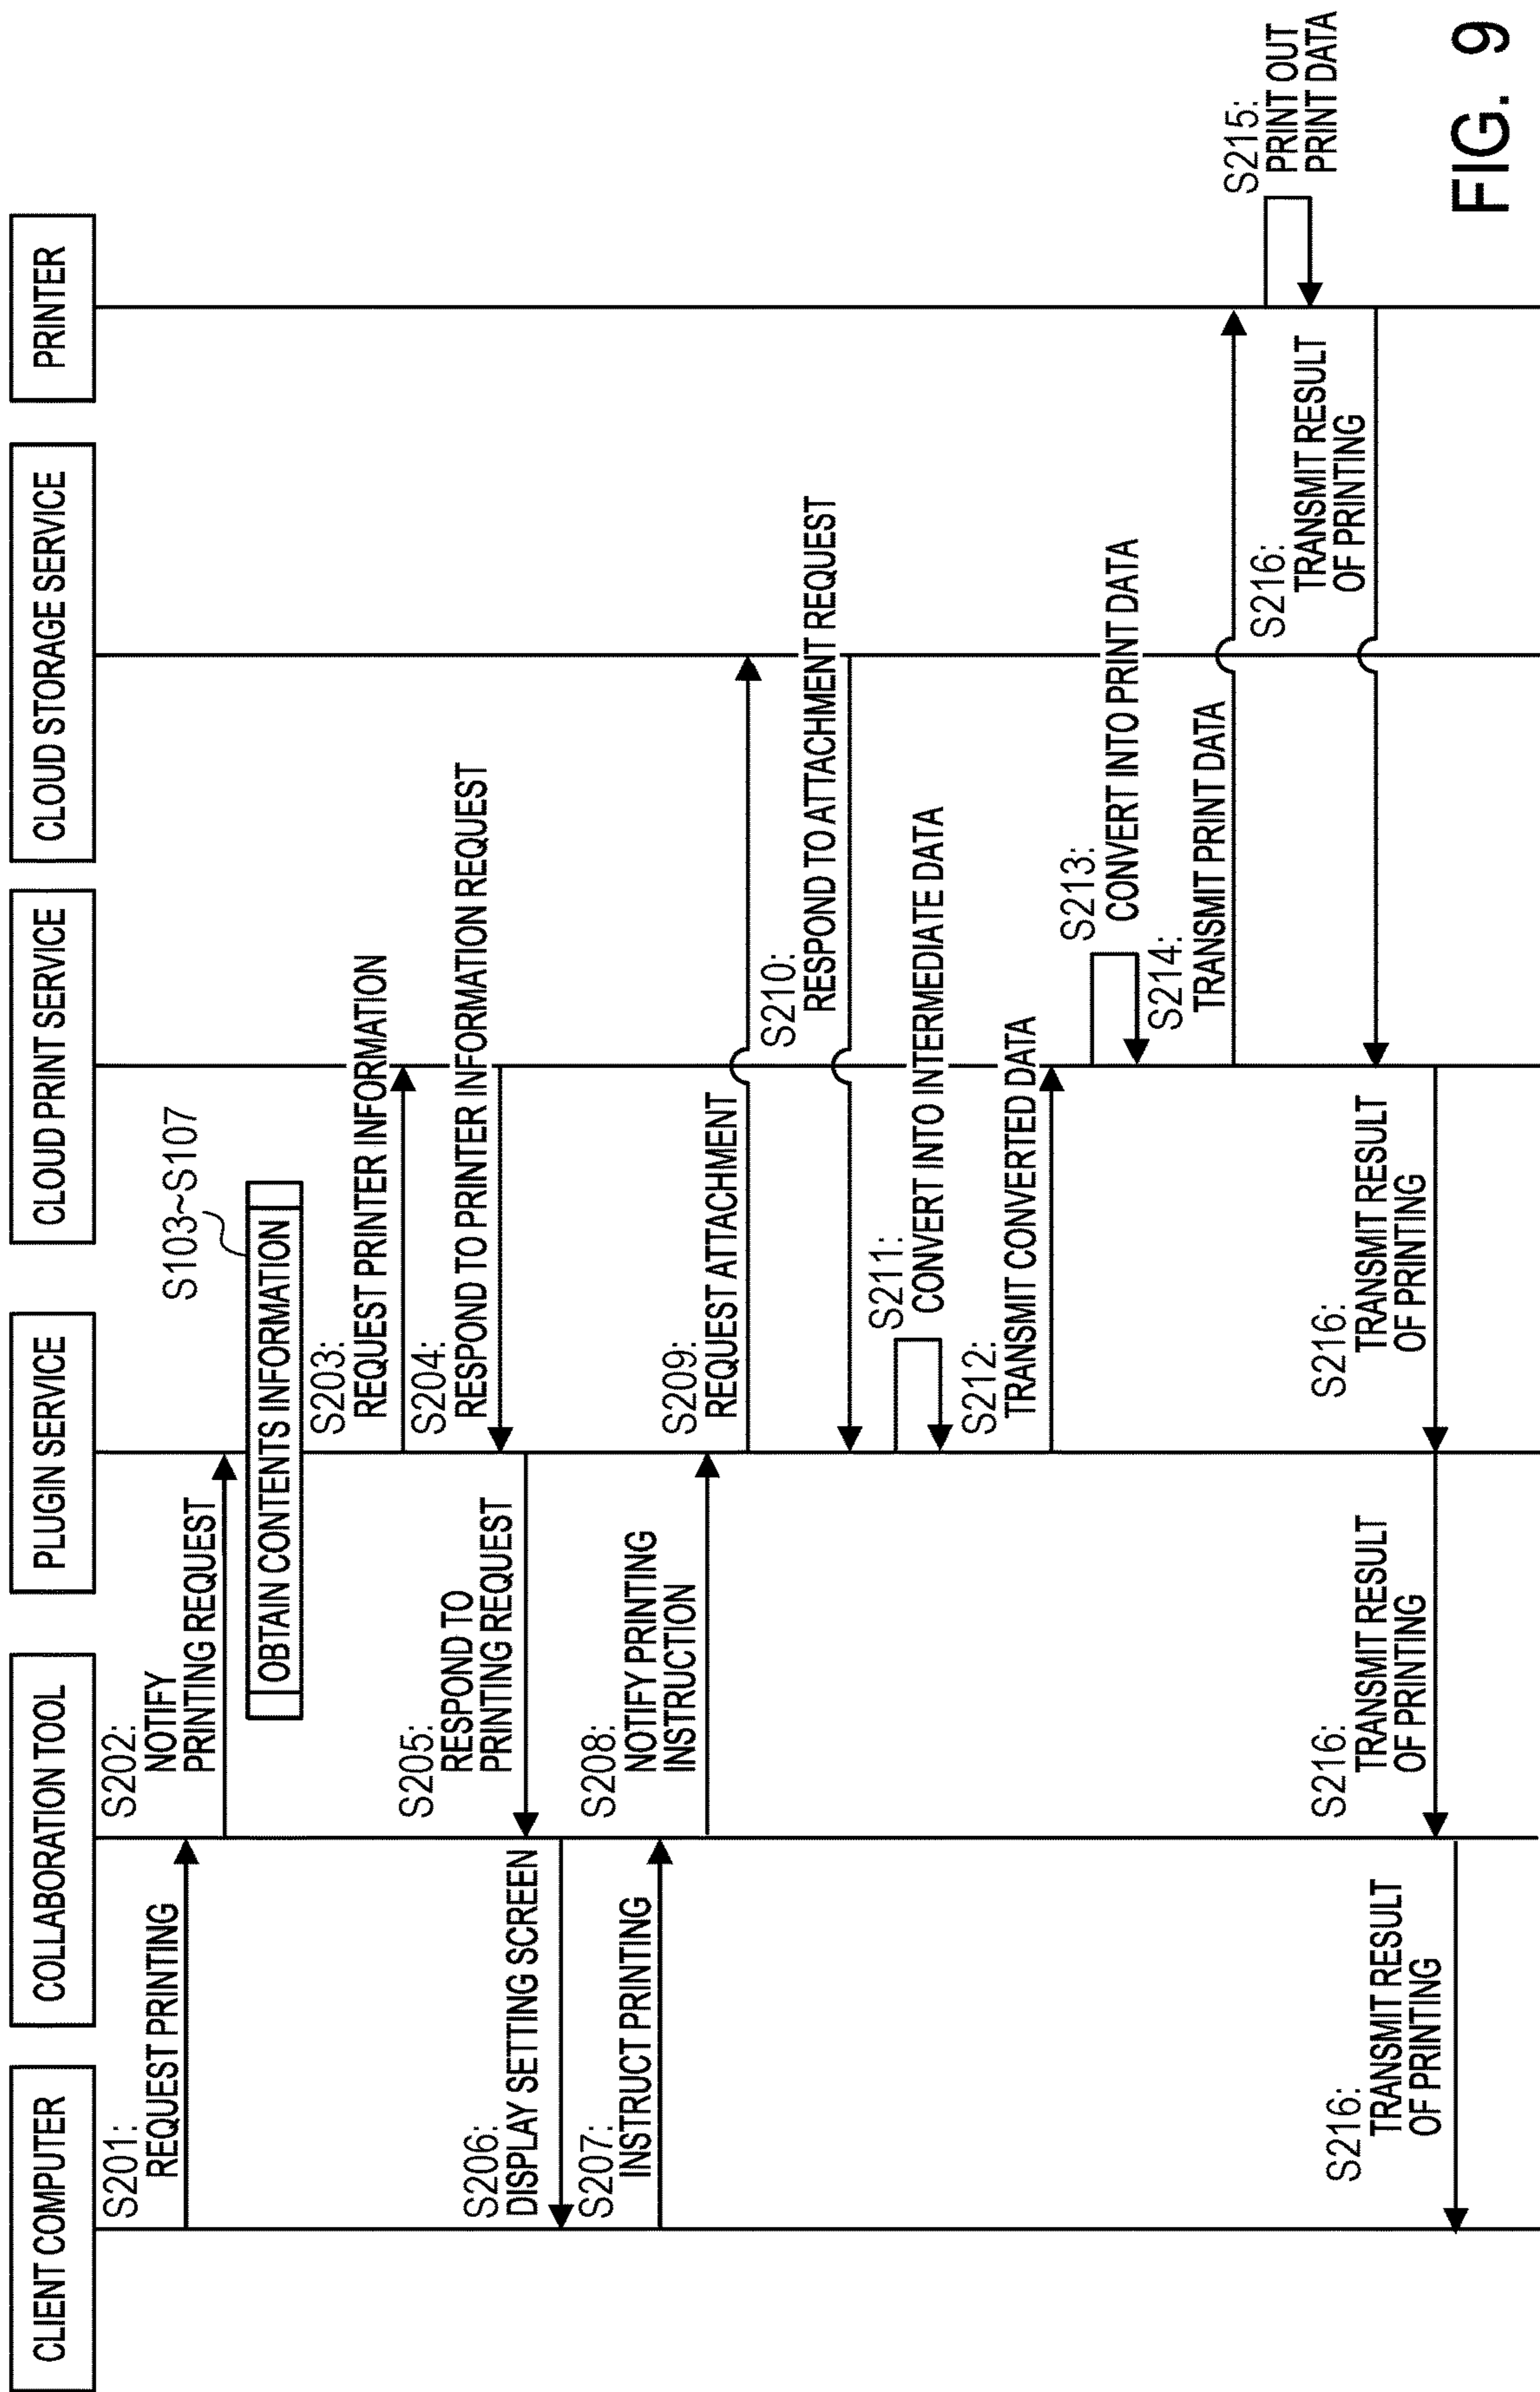 CLIENT COMPUTER
COLLABORATION TOOL
PLUGIN SERVICE
CLOUD PRINT SERVICE
CLOUD STORAGE SERVICE
PRINTER
S201:
REQUEST PRINTING
S202:
NOTIFY
PRINTING REQUEST
S103~S107
OBTAIN CONTENTS INFORMATION
S203:
REQUEST PRINTER INFORMATION
S204:
RESPOND TO PRINTER INFORMATION REQUEST
S205:
RESPOND TO
PRINTING REQUEST
S206:
DISPLAY SETTING SCREEN
S207:
INSTRUCT PRINTING
S208:
NOTIFY PRINTING
INSTRUCTION
S209:
REQUEST ATTACHMENT
S210:
RESPOND TO ATTACHMENT REQUEST
S211:
CONVERT INTO INTERMEDIATE DATA
S212:
TRANSMIT CONVERTED DATA
S213:
CONVERT INTO PRINT DATA
S214:
TRANSMIT PRINT DATA
S215:
PRINT OUT
PRINT DATA
S216:
TRANSMIT RESULT
OF PRINTING
S216:
TRANSMIT RESULT
OF PRINTING
S216:
TRANSMIT RESULT
OF PRINTING
S216:
TRANSMIT RESULT
OF PRINTING
FIG. 9